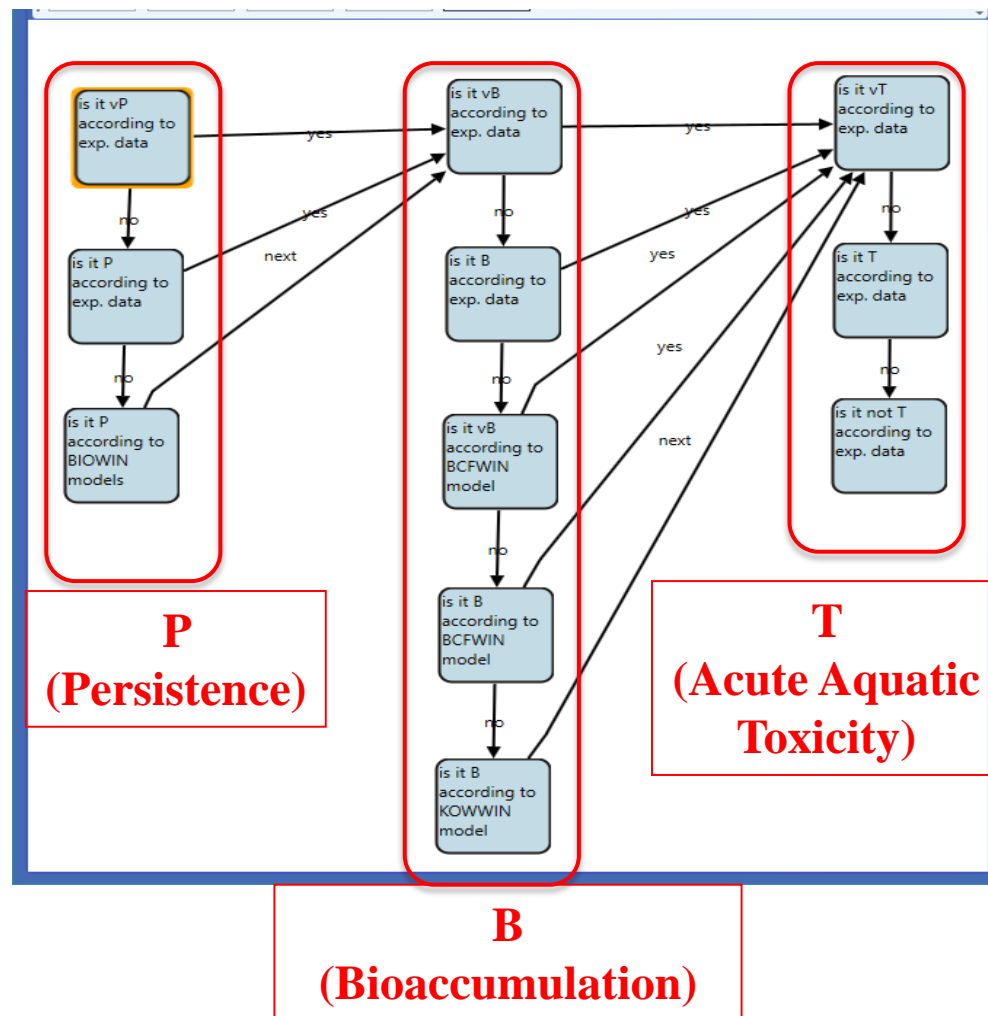 is it vP
according to
exp. data
yes
no
is it P
according to
exp. data
yes
next
no
is it P
according to
BIOWIN
models
P
(Persistence)
is it vB
according to
exp. data
yes
no
is it B
according to
exp. data
yes
yes
no
is it vB
according to
BCFWIN
model
yes
next
no
is it B
according to
BCFWIN
model
no
is it B
according to
KOWWIN
model
B
(Bioaccumulation)
is it vT
according to
exp. data
no
is it T
according to
exp. data
no
is it not T
according to
exp. data
T
(Acute Aquatic
Toxicity)